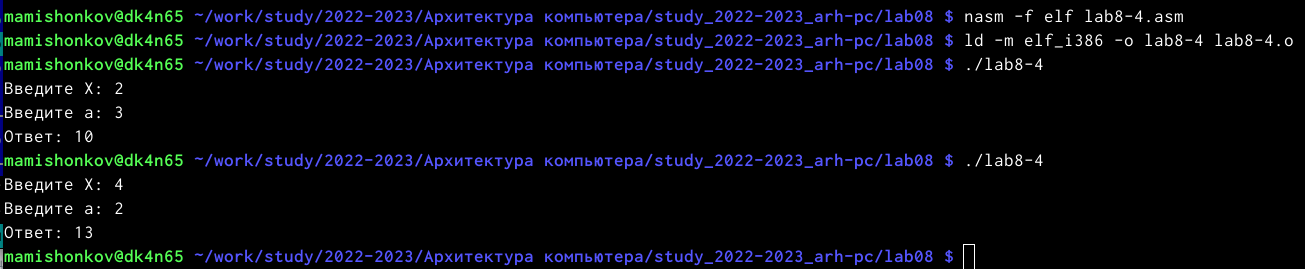 mamishonkov@dk4n65 ~/work/study/2022-2023/Архитектура компьютера/study_2022-2023_arh-pc/lab08 $ nasm -f elf lab8-4.asm
mamishonkov@dk4n65 ~/work/study/2022-2023/Архитектура компьютера/study_2022-2023_arh-pc/lab08 $ ld -m elf_i386 -o lab8-4 lab8-4.o
mamishonkov@dk4n65 ~/work/study/2022-2023/Архитектура компьютера/study_2022-2023_arh-pc/lab08 $ ./lab8-4
Введите X: 2
Введите a: 3
Ответ: 10
mamishonkov@dk4n65 ~/work/study/2022-2023/Архитектура компьютера/study_2022-2023_arh-pc/lab08 $ ./lab8-4
Введите X: 4
Введите a: 2
Ответ: 13
mamishonkov@dk4n65 ~/work/study/2022-2023/Архитектура компьютера/study_2022-2023_arh-pc/lab08 $